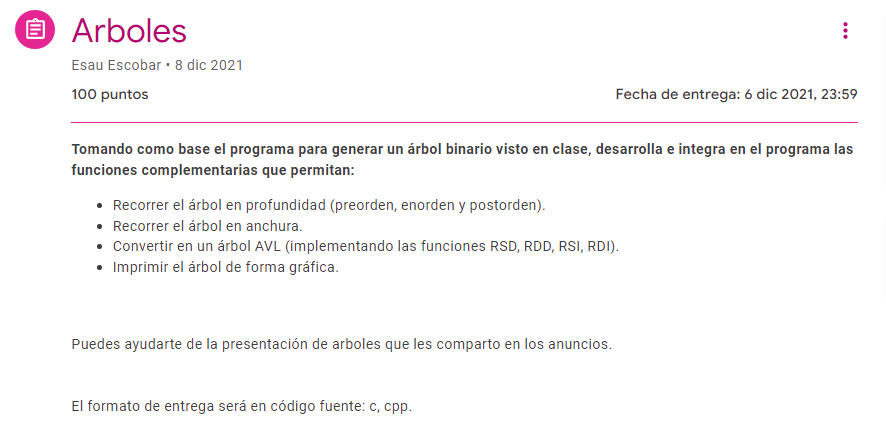 Arboles
Esau Escobar • 8 dic 2021
100 puntos
Fecha de entrega: 6 dic 2021, 23:59
Tomando como base el programa para generar un árbol binario visto en clase, desarrolla e integra en el programa las
funciones complementarias que permitan:
• Recorrer el árbol en profundidad (preorden, enorden y postorden).
• Recorrer el árbol en anchura.
• Convertir en un árbol AVL (implementando las funciones RSD, RDD, RSI, RDI).
• Imprimir el árbol de forma gráfica.
Puedes ayudarte de la presentación de arboles que les comparto en los anuncios.
El formato de entrega será en código fuente: c, cpp.